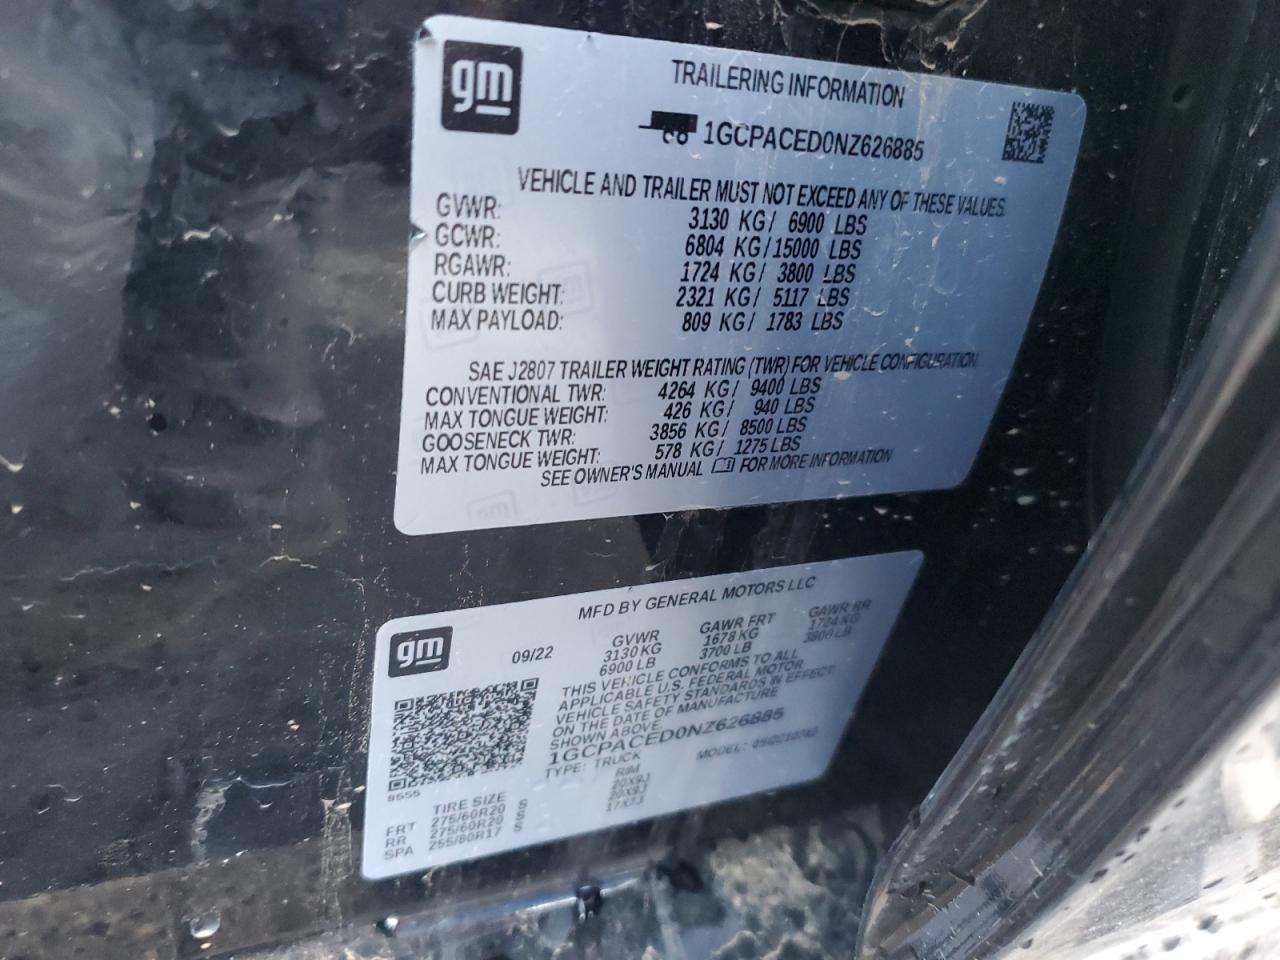 gm
TRAILERING INFORMATION
1GCPACED0NZ626885
VEHICLE AND TRAILER MUST NOT EXCEED ANY OF THESE VALUES.
GVWR: 3130 KG/ 6900 LBS
GCWR: 6804 KG/15000 LBS
RGAWR: 1724 KG/ 3800 LBS
CURB WEIGHT: 2321 KG/ 5117 LBS
MAX PAYLOAD: 809 KG/ 1783 LBS
SAE J2807 TRAILER WEIGHT RATING (TWR) FOR VEHICLE CONFIGURATION
CONVENTIONAL TWR: 4264 KG/ 9400 LBS
MAX TONGUE WEIGHT: 426 KG/ 940 LBS
GOOSENECK TWR: 3856 KG/ 8500 LBS
MAX TONGUE WEIGHT: 578 KG/ 1275 LBS
SEE OWNER'S MANUAL FOR MORE INFORMATION
gm
MFD BY GENERAL MOTORS LLC
09/22
GVWR GAWR FRT GAWR RR
3130 KG 1678 KG 1724 KG
6900 LB 3700 LB 3800 LB
THIS VEHICLE CONFORMS TO ALL
APPLICABLE U.S. FEDERAL MOTOR
VEHICLE SAFETY STANDARDS IN EFFECT
ON THE DATE OF MANUFACTURE
SHOWN ABOVE.
1GCPACED0NZ626885
TYPE: TRUCK MODEL:
8555
TIRE SIZE RIM
FRT 275/60R20 S 20X9J
RR 275/60R20 S 20X9J
SPA 255/80R17 S 17X7J